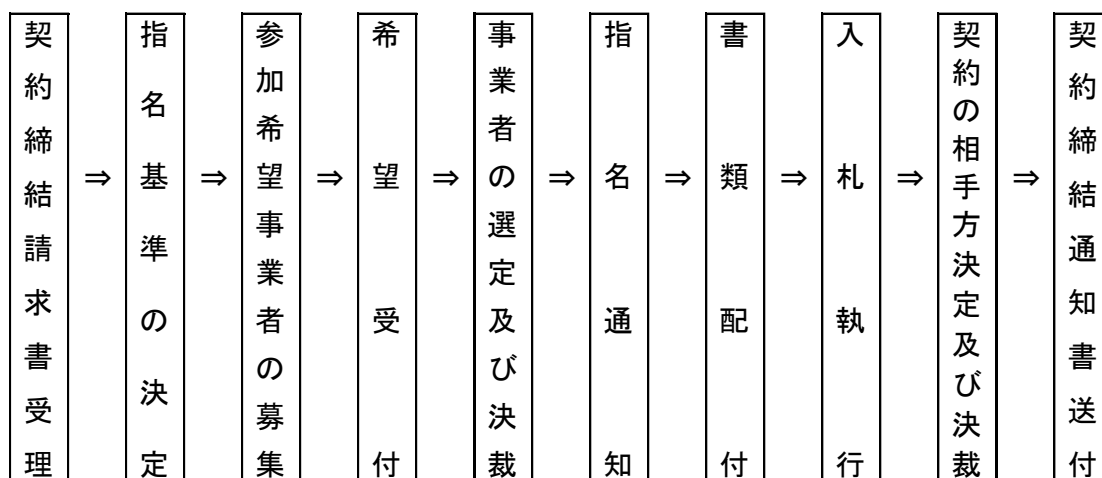 契約締結請求書受理
⇒
指名基準の決定
⇒
参加希望事業者の募集
⇒
希望受付
⇒
事業者の選定及び決裁
⇒
指名通知
⇒
書類配付
⇒
入札執行
⇒
契約の相手方決定及び決裁
⇒
契約締結通知書送付